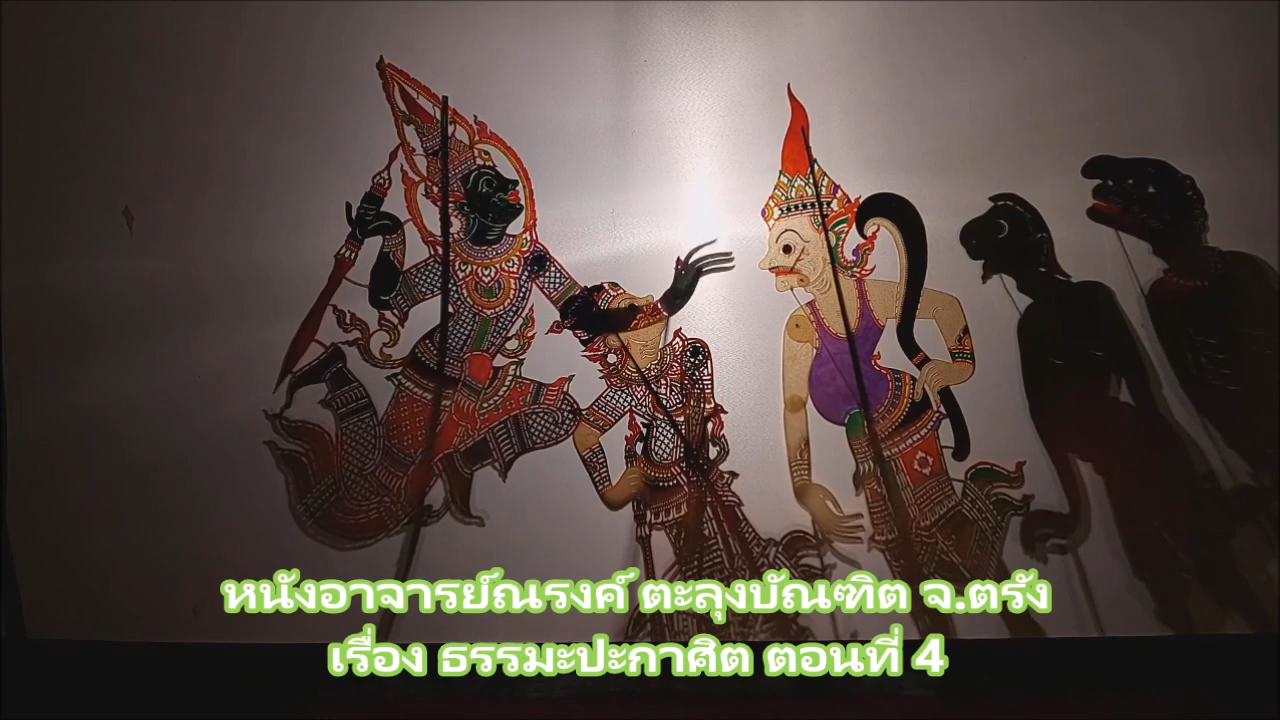 หนังอาจารย์ณรงค์ ตะลุงบัณฑิต จ.ตรัง
เรื่อง ธรรมะปะกาศิต ตอนที่ 4